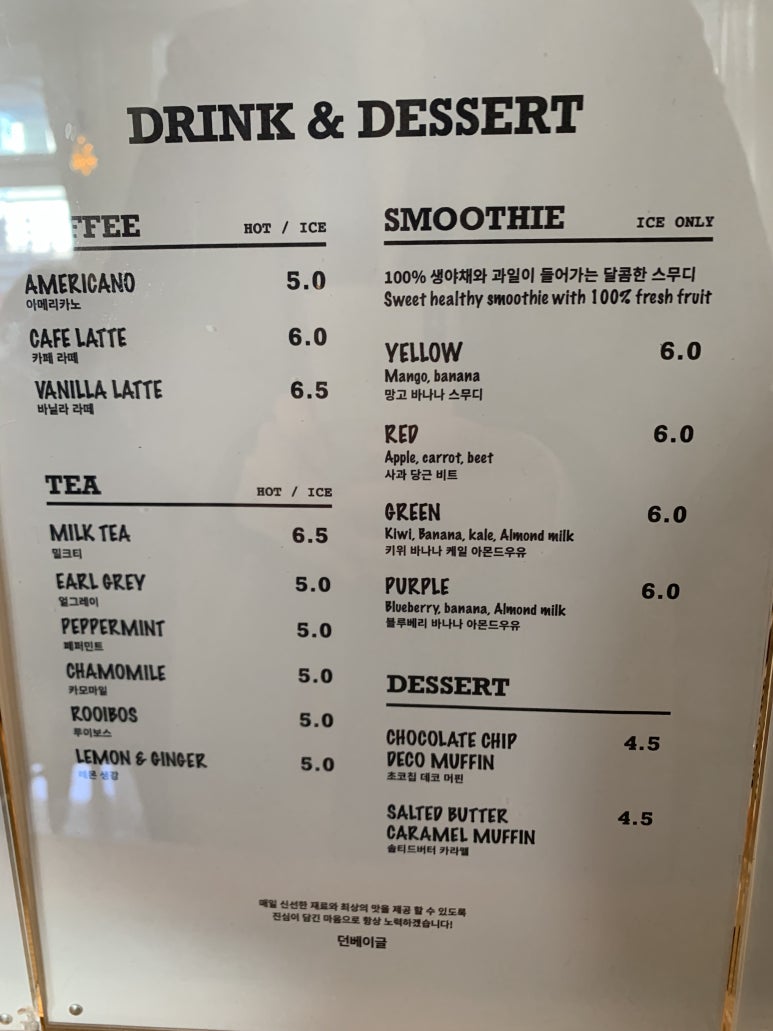 DRINK & DESSERT
FFEE HOT / ICE
AMERICANO 5.0
아메리카노
CAFE LATTE 6.0
카페 라떼
VANILLA LATTE 6.5
바닐라 라떼
TEA HOT / ICE
MILK TEA 6.5
밀크티
EARL GREY 5.0
얼그레이
PEPPERMINT 5.0
페퍼민트
CHAMOMILE 5.0
카모마일
ROOIBOS 5.0
루이보스
LEMON & GINGER 5.0
레몬 생강
SMOOTHIE ICE ONLY
100% 생야채와 과일이 들어가는 달콤한 스무디
Sweet healthy smoothie with 100% fresh fruit
YELLOW 6.0
Mango, banana
망고 바나나 스무디
RED 6.0
Apple, carrot, beet
사과 당근 비트
GREEN 6.0
Kiwi, Banana, kale, Almond milk
키위 바나나 케일 아몬드우유
PURPLE 6.0
Blueberry, banana, Almond milk
블루베리 바나나 아몬드우유
DESSERT
CHOCOLATE CHIP 4.5
DECO MUFFIN
초코칩 데코 머핀
SALTED BUTTER 4.5
CARAMEL MUFFIN
솔티드버터 카라멜
매일 신선한 재료와 최상의 맛을 제공 할 수 있도록
진심이 담긴 마음으로 항상 노력하겠습니다!
던베이글